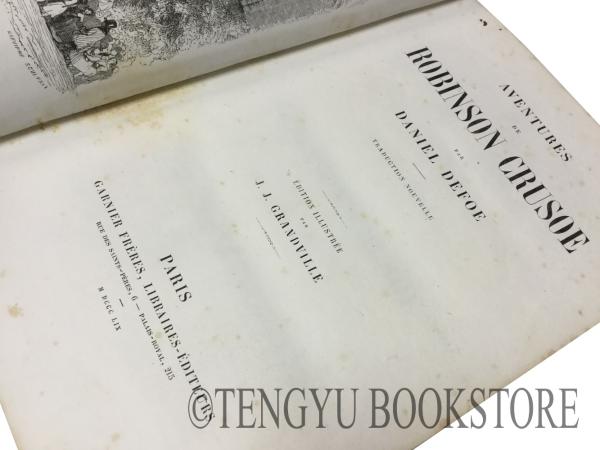 AVENTURES
DE
ROBINSON CRUSOE
PAR
DANIEL DEFOE
TRADUCTION NOUVELLE
ÉDITION ILLUSTRÉE
PAR
J. J. GRANDVILLE
PARIS
GARNIER FRÈRES, LIBRAIRES-ÉDITEURS
RUE DES SAINTS-PÈRES, 6 — PALAIS-ROYAL, 215
M DCCC LIX
©TENGYU BOOKSTORE